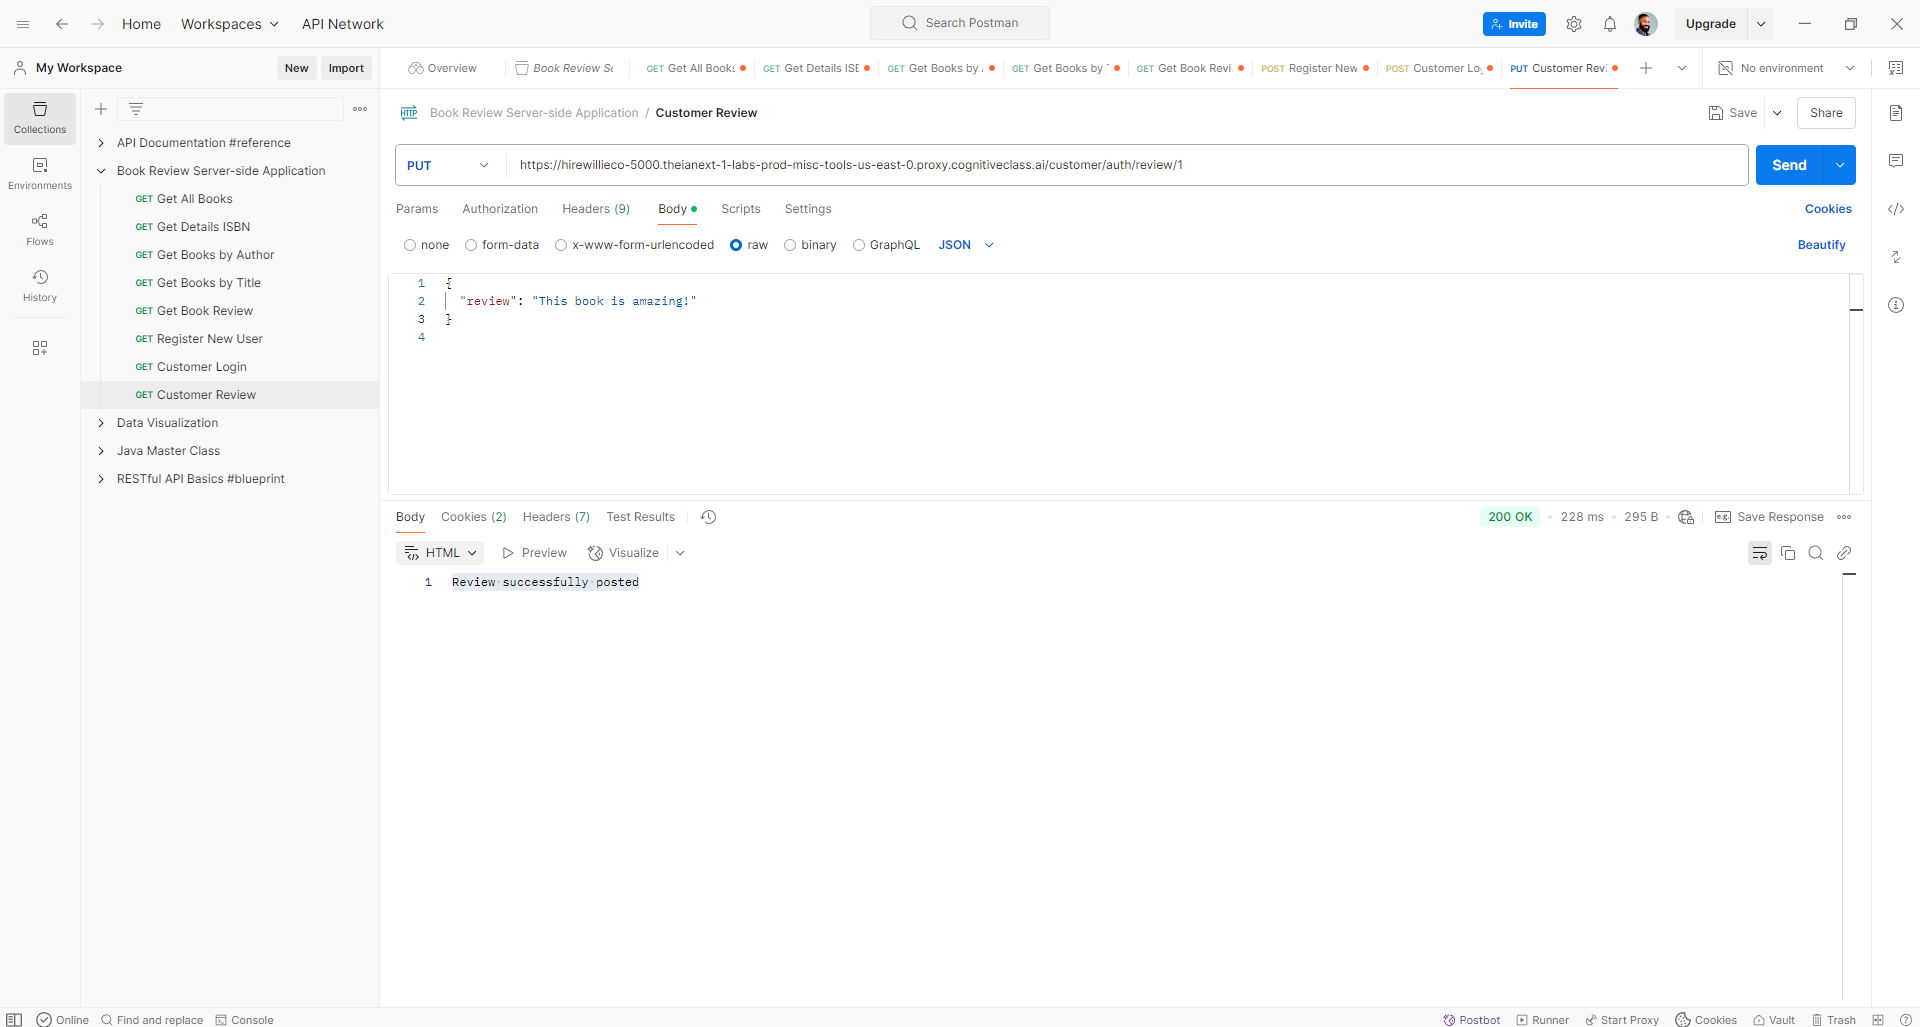 Home Workspaces API Network Search Postman Invite Upgrade
My Workspace New Import
Overview Book Review Se GET Get All Books GET Get Details ISB GET Get Books by GET Get Books by GET Get Book Revi POST Register New POST Customer Lo PUT Customer Rev No environment
Collections
Environments
Flows
History
API Documentation #reference
Book Review Server-side Application
GET Get All Books
GET Get Details ISBN
GET Get Books by Author
GET Get Books by Title
GET Get Book Review
GET Register New User
GET Customer Login
GET Customer Review
Data Visualization
Java Master Class
RESTful API Basics #blueprint
HTTP Book Review Server-side Application / Customer Review Save Share
PUT https://hirewillieco-5000.theianext-1-labs-prod-misc-tools-us-east-0.proxy.cognitiveclass.ai/customer/auth/review/1 Send
Params Authorization Headers (9) Body Scripts Settings Cookies
none form-data x-www-form-urlencoded raw binary GraphQL JSON Beautify
1 {
2 "review": "This book is amazing!"
3 }
4
Body Cookies (2) Headers (7) Test Results 200 OK 228 ms 295 B e.g. Save Response
HTML Preview Visualize
1 Review successfully posted
Online Find and replace Console Postbot Runner Start Proxy Cookies Vault Trash